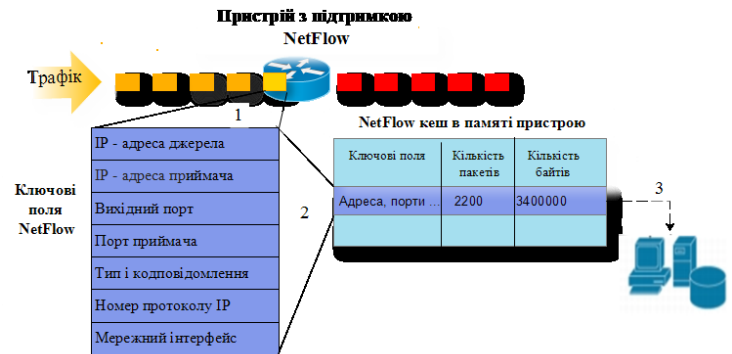 Пристрій з підтримкою
NetFlow
Трафік
1
NetFlow кеш в памяті пристрою
IP - адреса джерела
IP - адреса приймача
Вихідний порт
Порт приймача
Тип і кодповідомлення
Номер протоколу IP
Мережний інтерфейс
Ключові
поля
NetFlow
2
Ключові поля
Кількість
пакетів
Кількість
байтів
Адреса, порти ...
2200
3400000
3